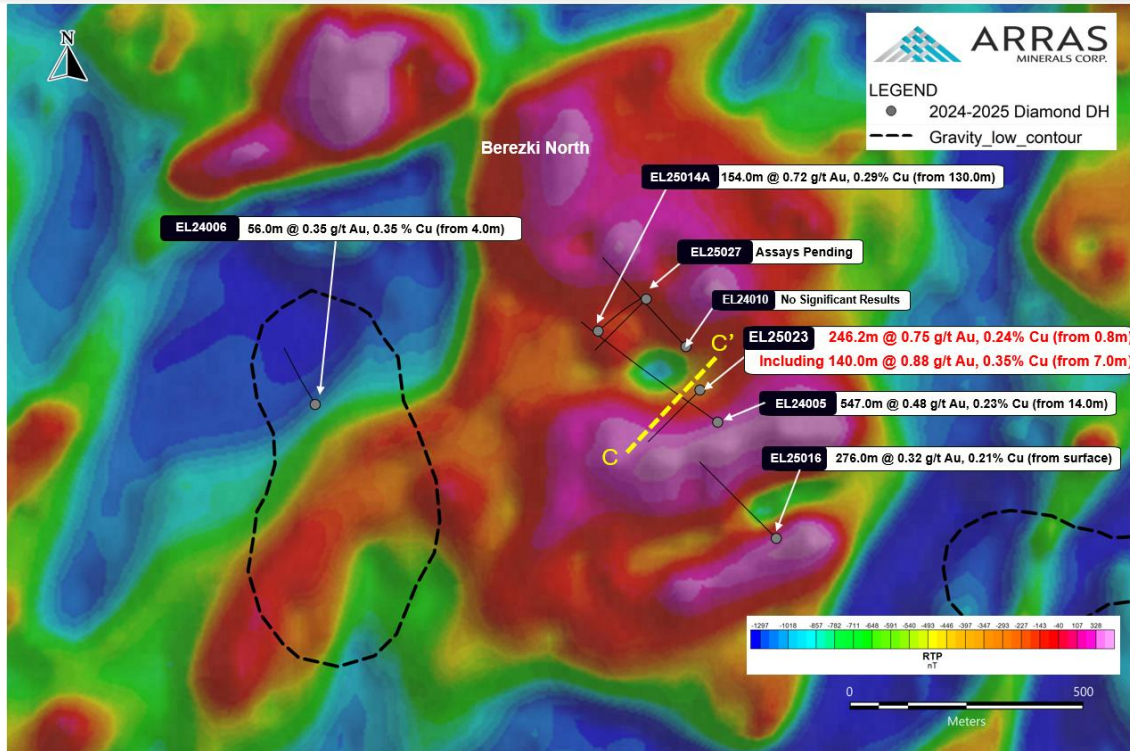 N
ARRAS
MINERALS CORP.
LEGEND
2024-2025 Diamond DH
Gravity_low_contour
Berezki North
EL25014A 154.0m @ 0.72 g/t Au, 0.29% Cu (from 130.0m)
EL24006 56.0m @ 0.35 g/t Au, 0.35 % Cu (from 4.0m)
EL25027 Assays Pending
EL24010 No Significant Results
EL25023 246.2m @ 0.75 g/t Au, 0.24% Cu (from 0.8m)
Including 140.0m @ 0.88 g/t Au, 0.35% Cu (from 7.0m)
C'
EL24005 547.0m @ 0.48 g/t Au, 0.23% Cu (from 14.0m)
C
EL25016 276.0m @ 0.32 g/t Au, 0.21% Cu (from surface)
-1297 -1018 -857 -782 -711 -648 -591 -540 -493 -446 -397 -347 -293 -227 -143 -40 107 328
RTP
nT
0 500
Meters